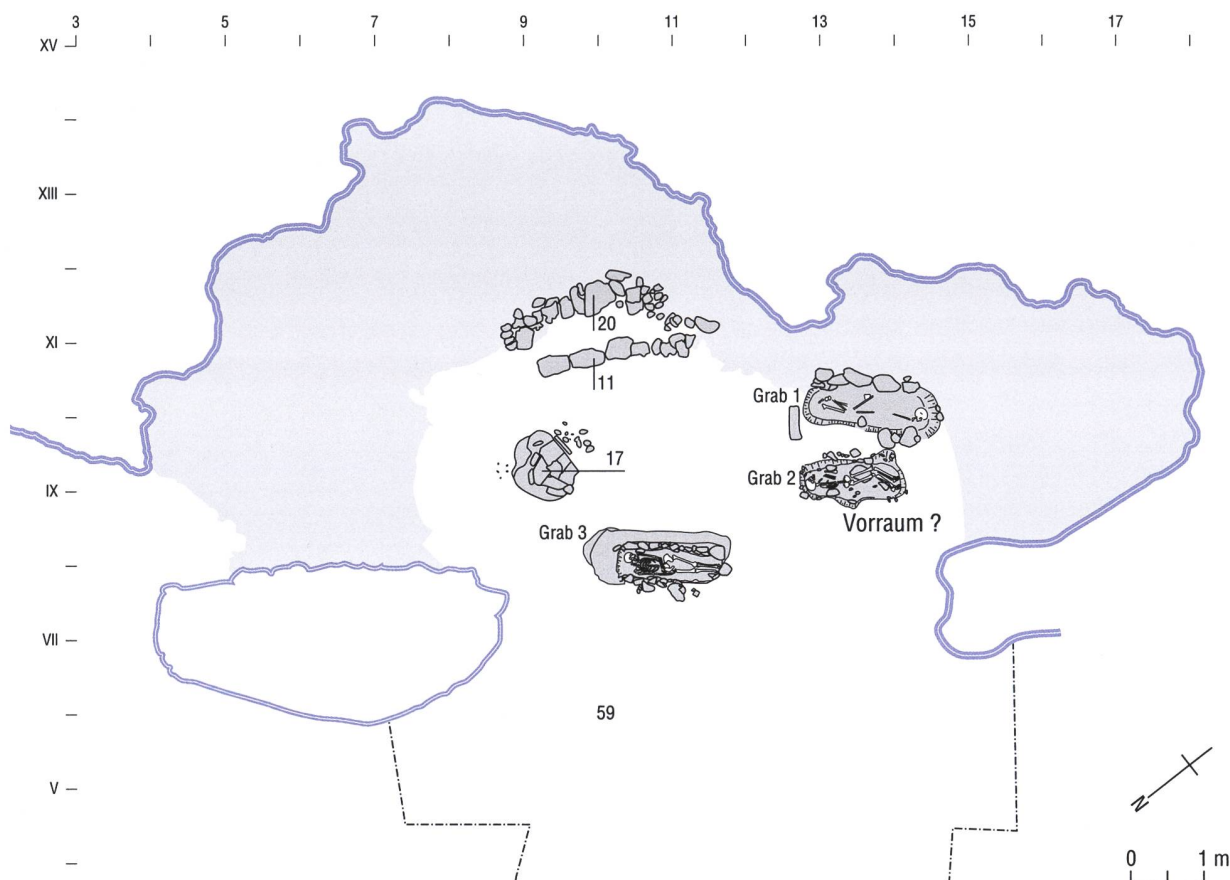 3 5 7 9 11 13 15 17
XV
XIII
XI
IX
VII
V
20
11
17
Grab 1
Grab 2
Vorraum ?
Grab 3
59
N
0 1 m